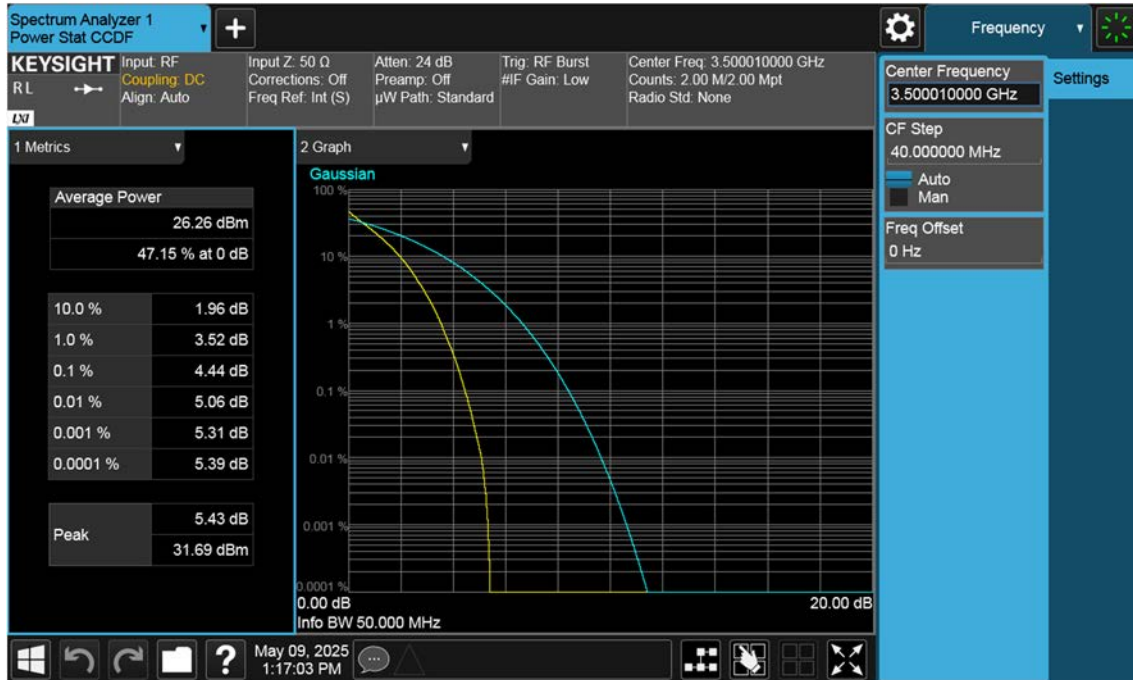 Spectrum Analyzer 1
Power Stat CCDF
+
Frequency
KEYSIGHT
RL
LXI
Input: RF
Coupling: DC
Align: Auto
Input Z: 50 Ω
Corrections: Off
Freq Ref: Int (S)
Atten: 24 dB
Preamp: Off
µW Path: Standard
Trig: RF Burst
#IF Gain: Low
Center Freq: 3.500010000 GHz
Counts: 2.00 M/2.00 Mpt
Radio Std: None
Center Frequency
3.500010000 GHz
Settings
CF Step
40.000000 MHz
Auto
Man
Freq Offset
0 Hz
1 Metrics
Average Power
26.26 dBm
47.15 % at 0 dB
10.0 % 1.96 dB
1.0 % 3.52 dB
0.1 % 4.44 dB
0.01 % 5.06 dB
0.001 % 5.31 dB
0.0001 % 5.39 dB
Peak
5.43 dB
31.69 dBm
2 Graph
Gaussian
100 %
10 %
1 %
0.1 %
0.01 %
0.001 %
0.0001 %
0.00 dB 20.00 dB
Info BW 50.000 MHz
?
May 09, 2025
1:17:03 PM